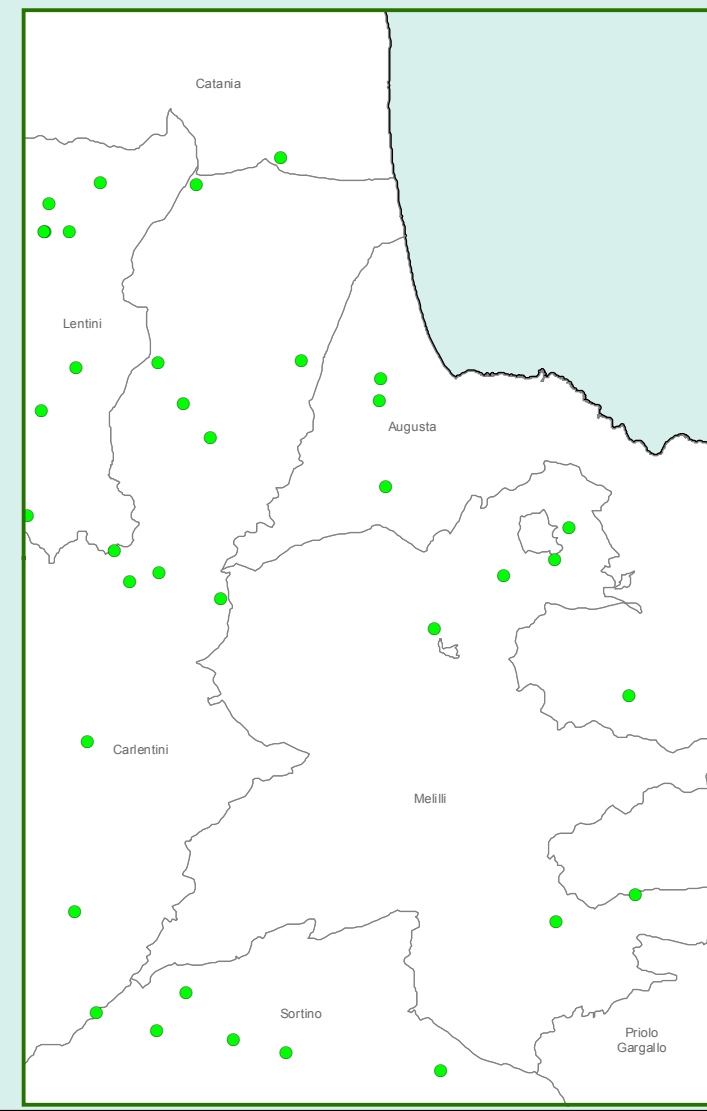 Catania
Lentini
Augusta
Carlentini
Melilli
Sortino
Priolo
Gargallo